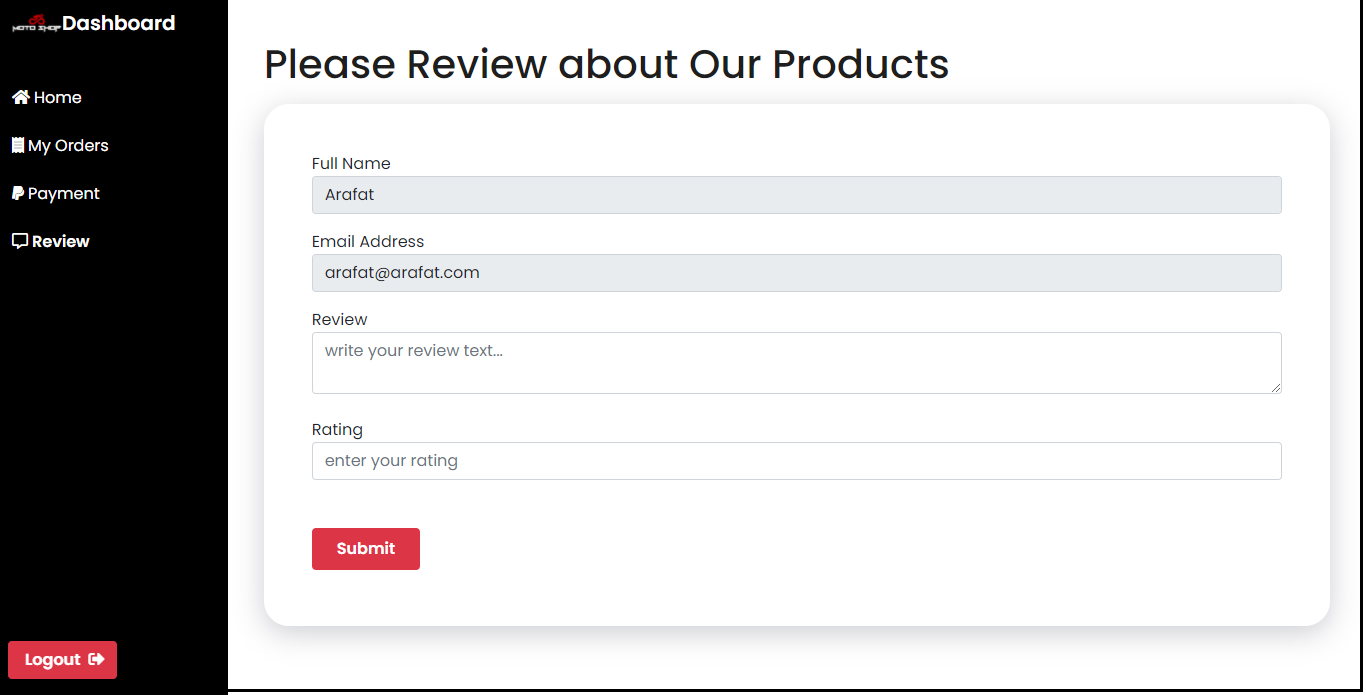 MOTO SHOP Dashboard
Home
My Orders
Payment
Review
Logout
Please Review about Our Products
Full Name
Arafat
Email Address
arafat@arafat.com
Review
write your review text...
Rating
enter your rating
Submit